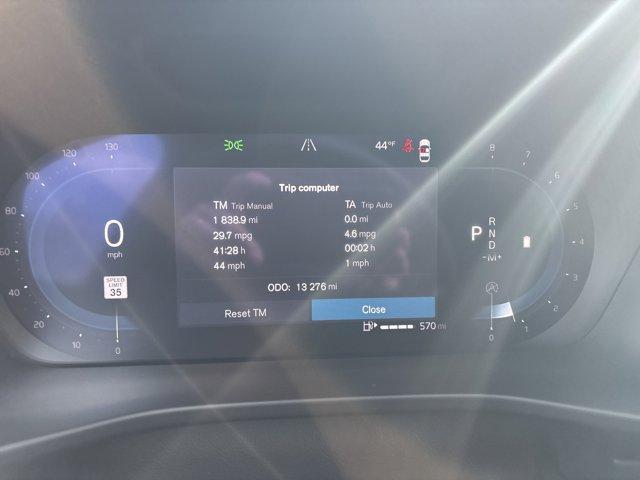 44°F
Trip computer
TM Trip Manual
TA Trip Auto
1 838.9 mi
0.0 mi
29.7 mpg
4.6 mpg
41:28 h
00:02 h
44 mph
1 mph
ODO: 13 276 mi
Reset TM
Close
570 mi
0 mph
SPEED LIMIT 35
0
10
20
40
60
80
100
120
130
P
R
N
D
M
8
7
6
5
4
3
2
1
0